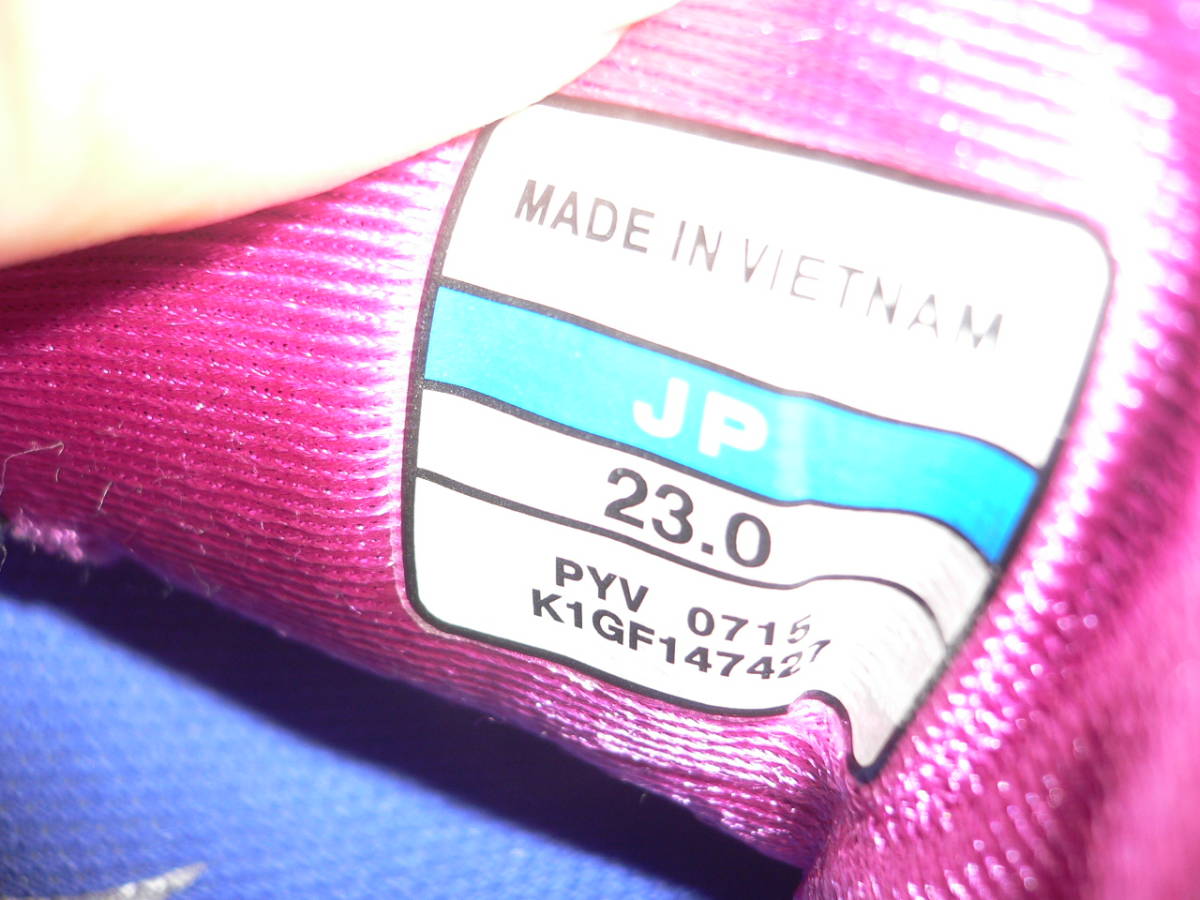 MADE IN VIETNAM
JP
23.0
PYV 0715
K1GF147427